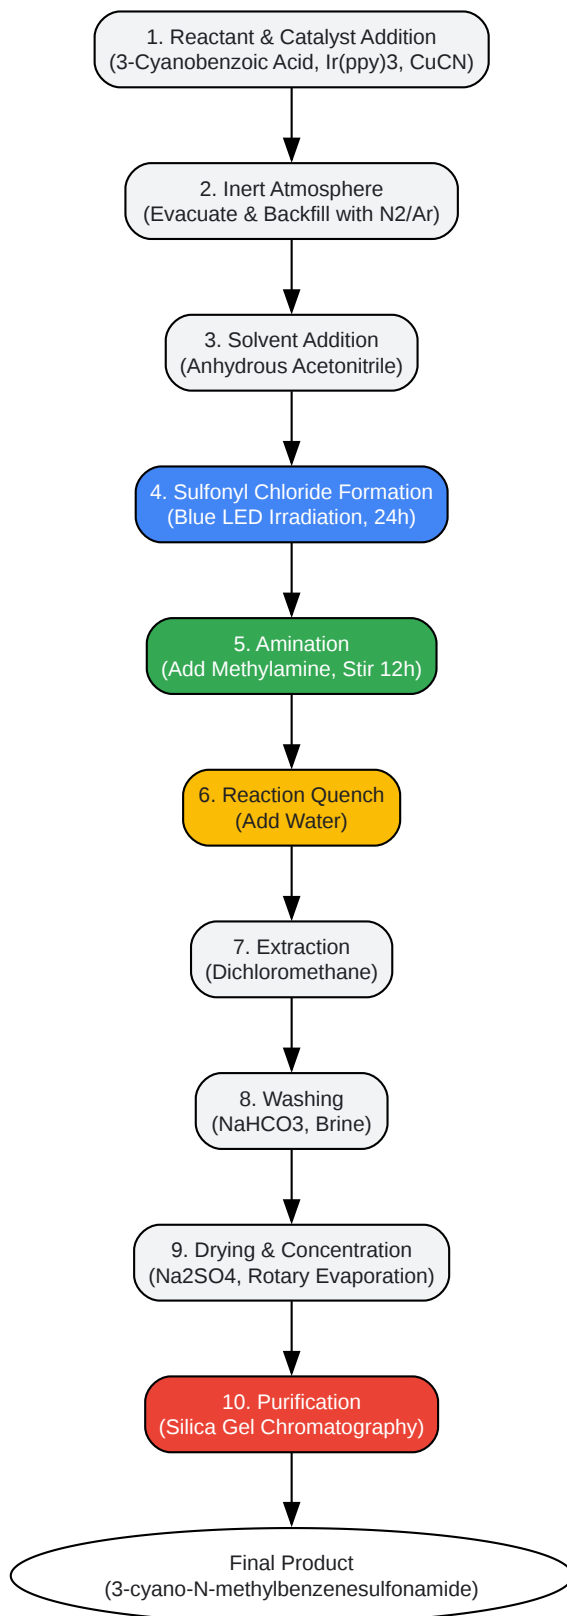 1. Reactant & Catalyst Addition
(3-Cyanobenzoic Acid, Ir(ppy)3, CuCN)
2. Inert Atmosphere
(Evacuate & Backfill with N2/Ar)
3. Solvent Addition
(Anhydrous Acetonitrile)
4. Sulfonyl Chloride Formation
(Blue LED Irradiation, 24h)
5. Amination
(Add Methylamine, Stir 12h)
6. Reaction Quench
(Add Water)
7. Extraction
(Dichloromethane)
8. Washing
(NaHCO3, Brine)
9. Drying & Concentration
(Na2SO4, Rotary Evaporation)
10. Purification
(Silica Gel Chromatography)
Final Product
(3-cyano-N-methylbenzenesulfonamide)